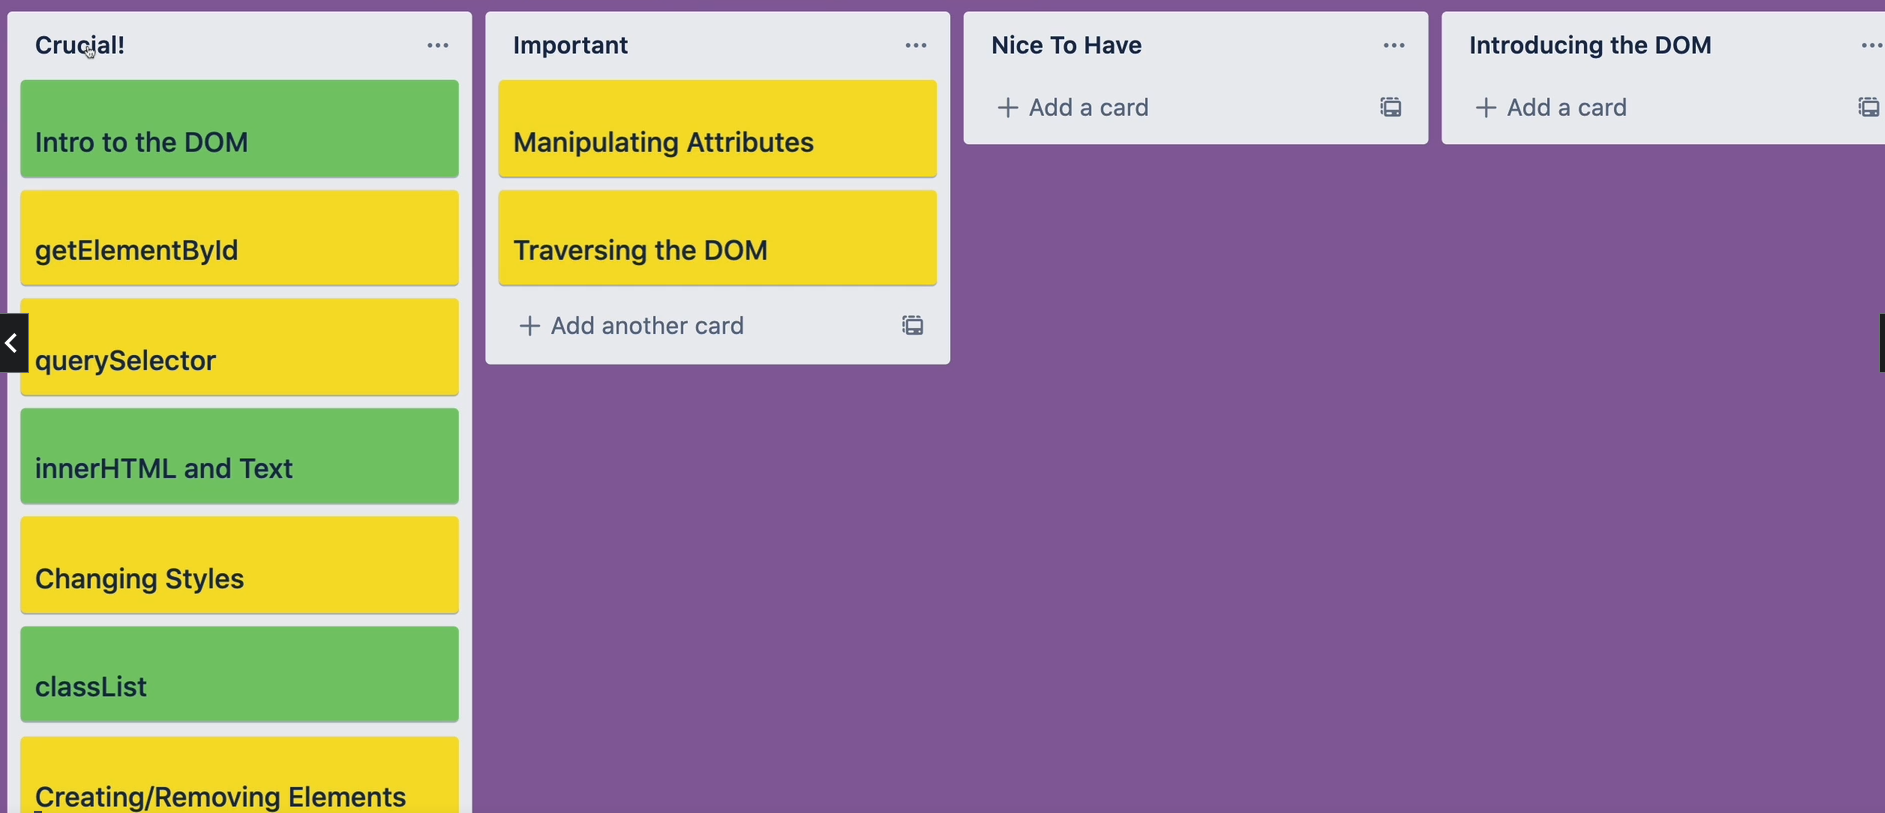 Crucial!
Intro to the DOM
getElementById
querySelector
innerHTML and Text
Changing Styles
classList
Creating/Removing Elements
Important
Manipulating Attributes
Traversing the DOM
Add another card
Nice To Have
Add a card
Introducing the DOM
Add a card